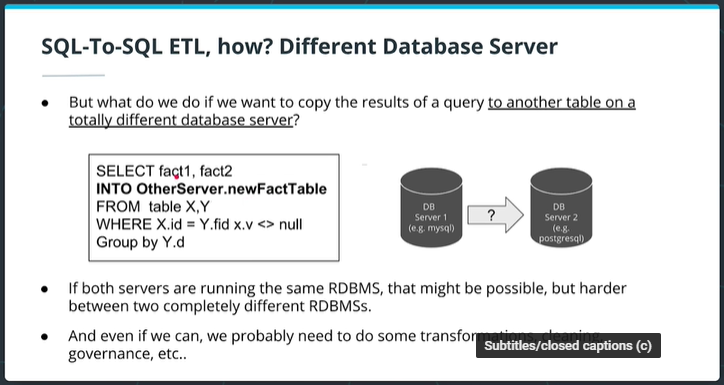 SQL-To-SQL ETL, how? Different Database Server
But what do we do if we want to copy the results of a query to another table on a
totally different database server?
SELECT fact1, fact2
INTO OtherServer.newFactTable
FROM table X,Y
WHERE X.id = Y.fid x.v <> null
Group by Y.d
DB
Server 1
(e.g. mysql)
?
DB
Server 2
(e.g.
postgresql)
If both servers are running the same RDBMS, that might be possible, but harder
between two completely different RDBMSs.
And even if we can, we probably need to do some transformations, cleaning,
governance, etc..
Subtitles/closed captions (c)